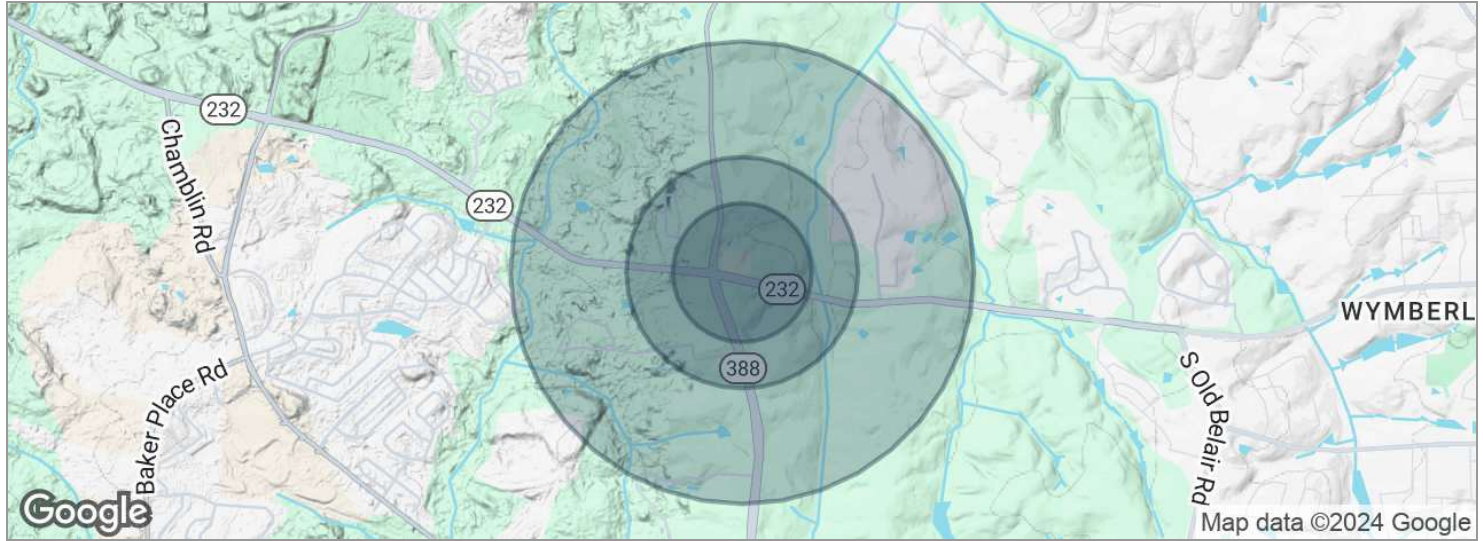 232
Chamblin Rd
232
232
WYMBERL
388
S Old Belair Rd
Baker Place Rd
Google
Map data ©2024 Google